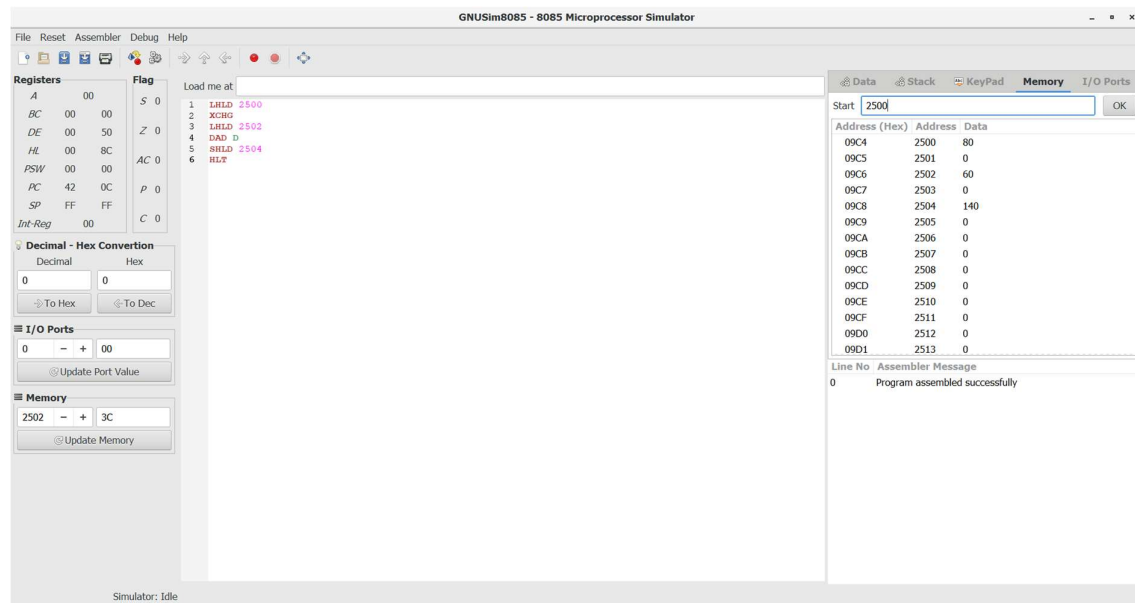 GNUSim8085 - 8085 Microprocessor Simulator
File Reset Assembler Debug Help
Registers
A 00
BC 00 00
DE 00 50
HL 00 8C
PSW 00 00
PC 42 0C
SP FF FF
Int-Reg 00
Flag
S 0
Z 0
AC 0
P 0
C 0
Decimal - Hex Convertion
Decimal Hex
0 0
To Hex To Dec
I/O Ports
0 − + 00
Update Port Value
Memory
2502 − + 3C
Update Memory
Load me at
1 LHLD 2500
2 XCHG
3 LHLD 2502
4 DAD D
5 SHLD 2504
6 HLT
Data Stack KeyPad Memory I/O Ports
Start 2500 OK
Address (Hex) Address Data
09C4 2500 80
09C5 2501 0
09C6 2502 60
09C7 2503 0
09C8 2504 140
09C9 2505 0
09CA 2506 0
09CB 2507 0
09CC 2508 0
09CD 2509 0
09CE 2510 0
09CF 2511 0
09D0 2512 0
09D1 2513 0
Line No Assembler Message
0 Program assembled successfully
Simulator: Idle